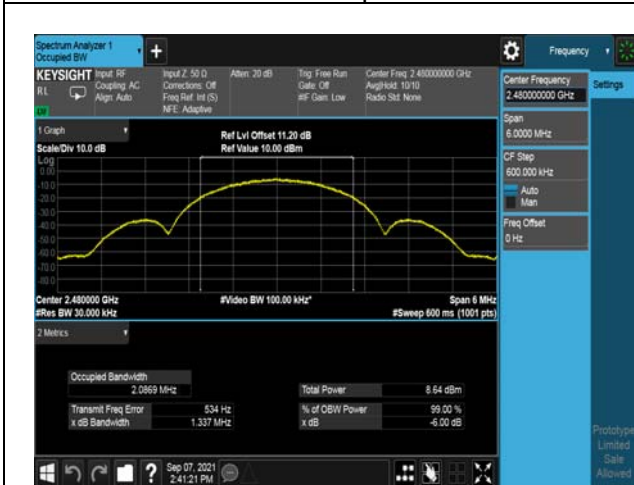 Spectrum Analyzer 1
Occupied BW
+
Frequency
KEYSIGHT
RL
Input: RF
Coupling: AC
Align: Auto
Input Z: 50 Ω
Corrections: Off
Freq Ref: Int (S)
NFE: Adaptive
Atten: 20 dB
Trig: Free Run
Gate: Off
#IF Gain: Low
Center Freq: 2.480000000 GHz
Avg|Hold: 10/10
Radio Std: None
Center Frequency
2.480000000 GHz
Settings
Span
6.0000 MHz
CF Step
600.000 kHz
Auto
Man
Freq Offset
0 Hz
1 Graph
Scale/Div 10.0 dB
Ref Lvl Offset 11.20 dB
Ref Value 10.00 dBm
Log
0.00
-10.0
-20.0
-30.0
-40.0
-50.0
-60.0
-70.0
-80.0
Center 2.480000 GHz
#Res BW 30.000 kHz
#Video BW 100.00 kHz*
Span 6 MHz
#Sweep 600 ms (1001 pts)
2 Metrics
Occupied Bandwidth
2.0869 MHz
Total Power 8.64 dBm
Transmit Freq Error 534 Hz
% of OBW Power 99.00 %
x dB Bandwidth 1.337 MHz
x dB -6.00 dB
Prototype
Limited
Sale
Allowed
?
Sep 07, 2021
2:41:21 PM